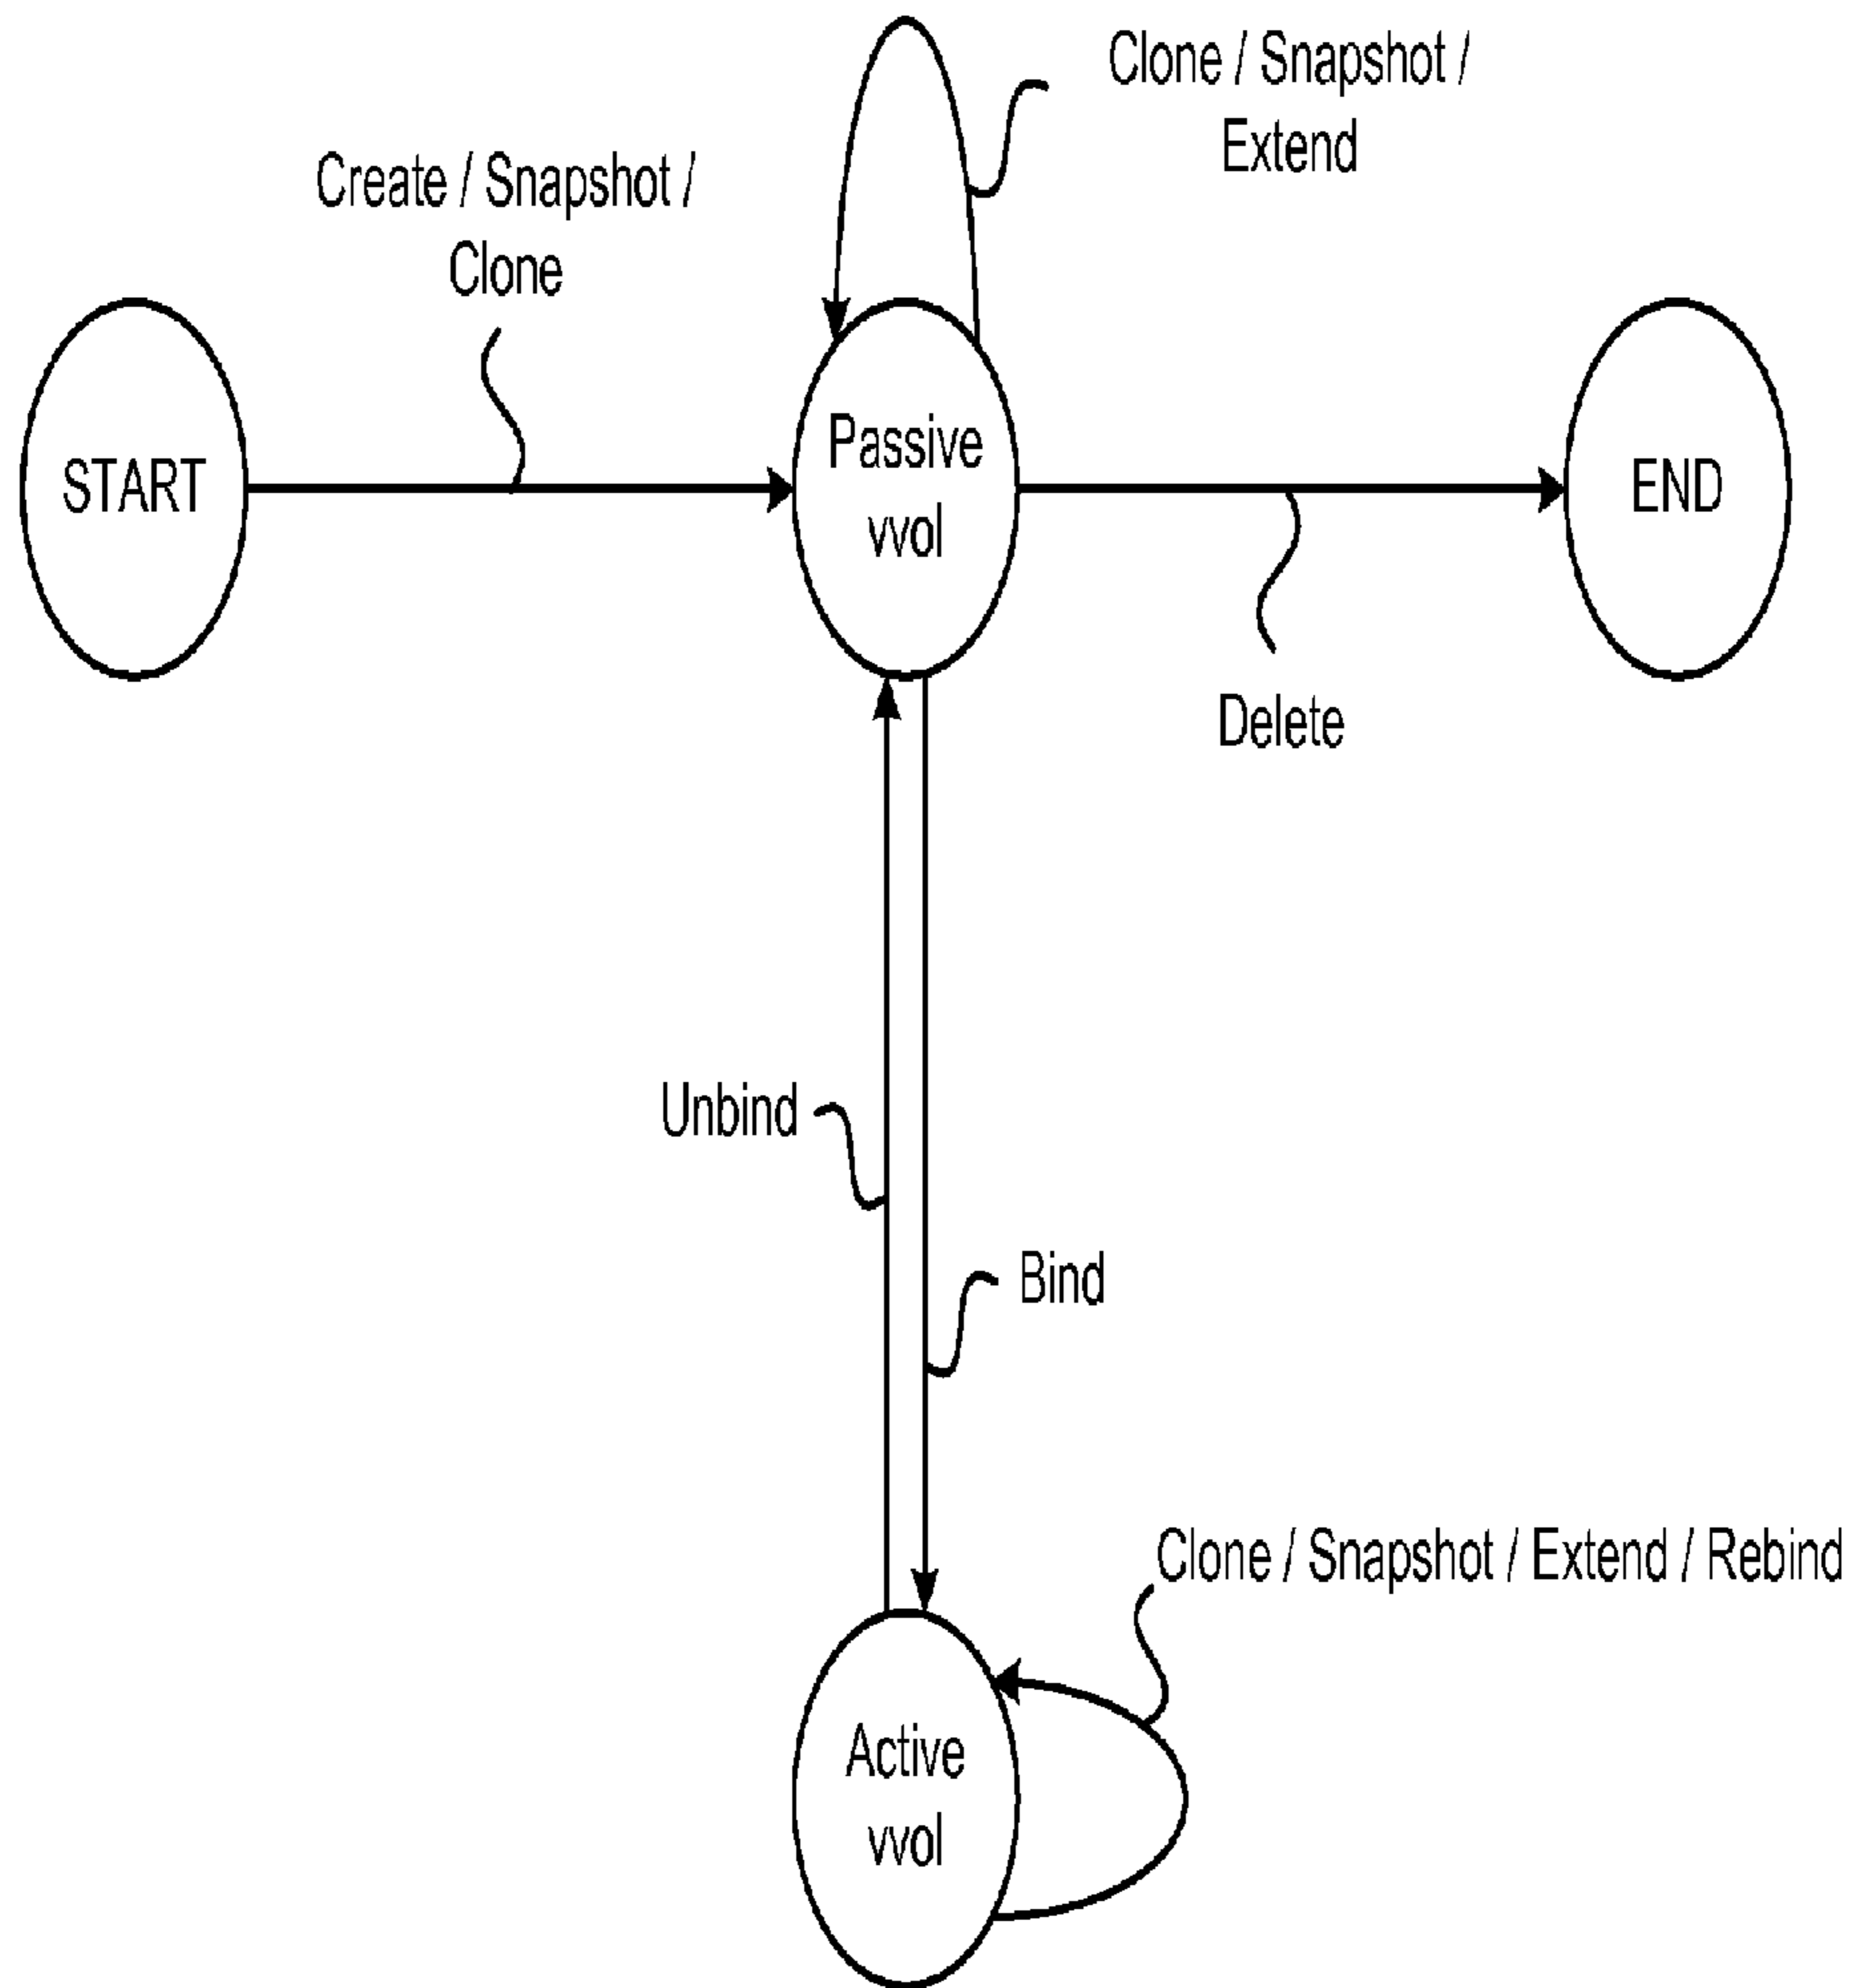 Clone / Snapshot /
Extend
Create / Snapshot /
Clone
START
Passive
vvol
END
Delete
Unbind
Bind
Clone / Snapshot / Extend / Rebind
Active
vvol